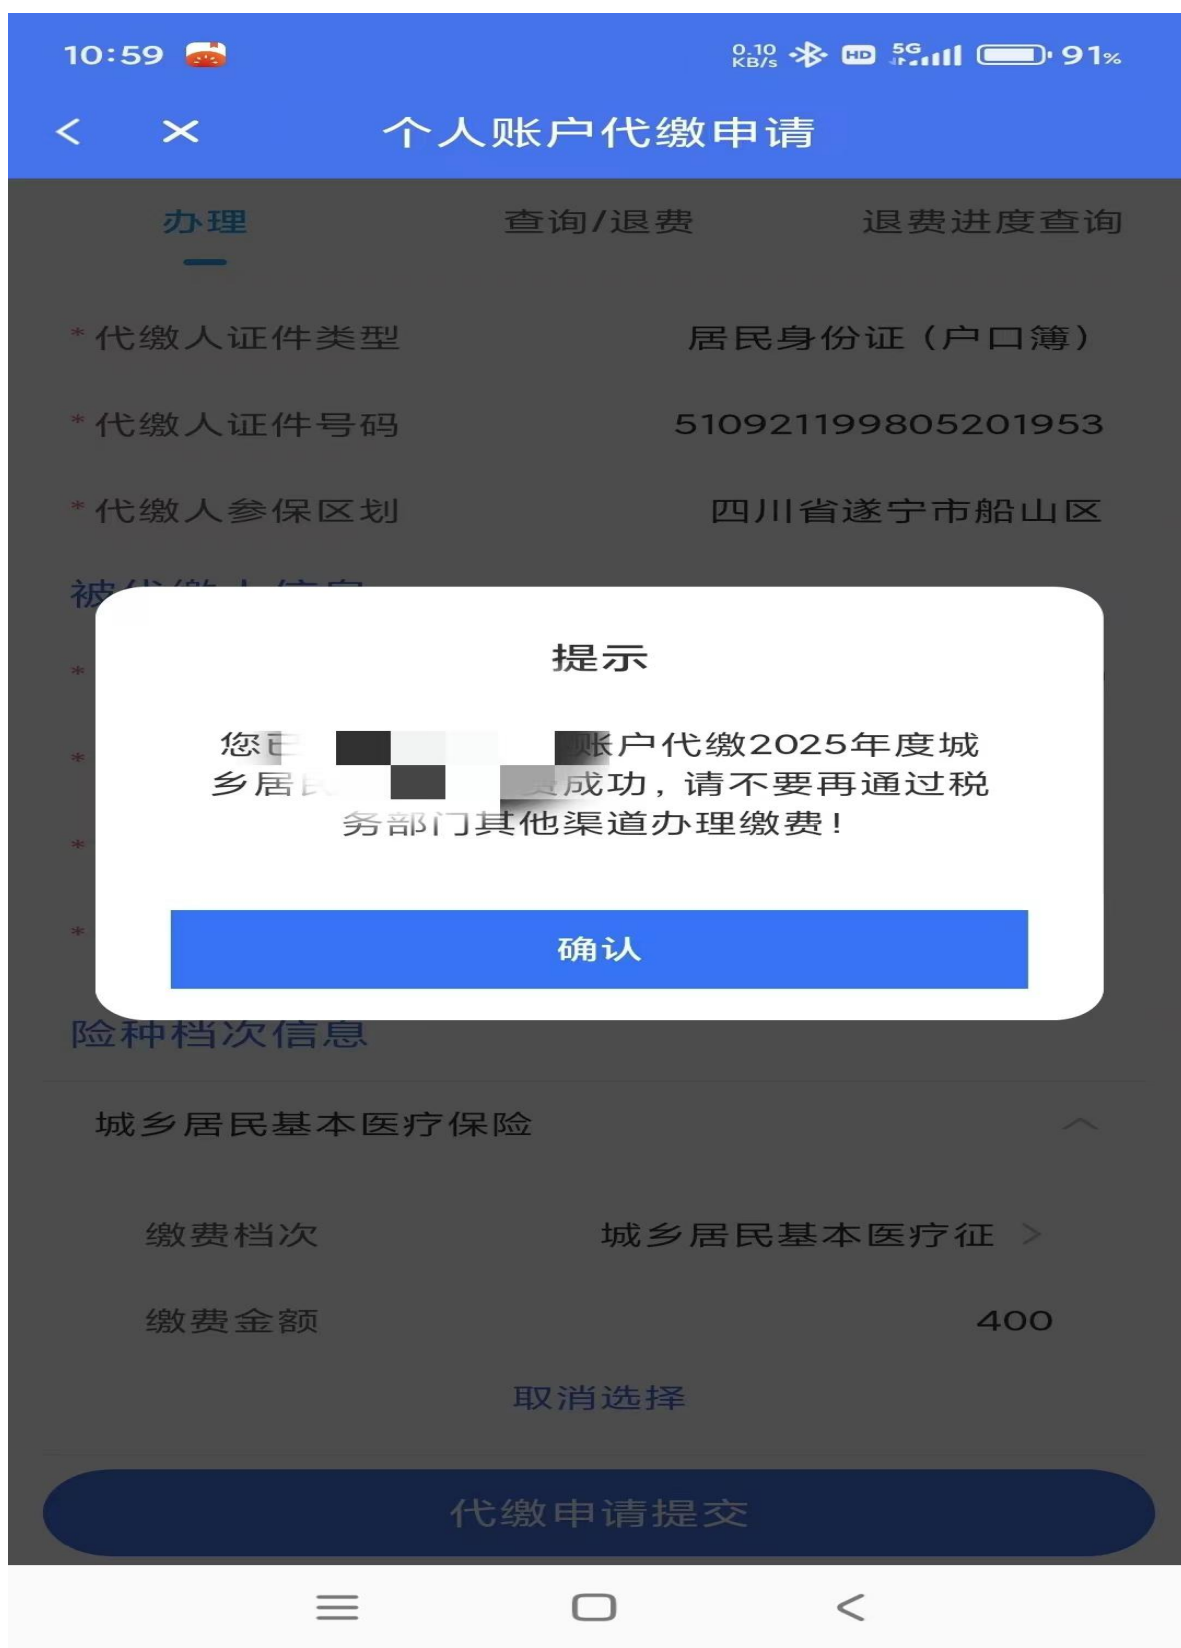 10:59 0.10 KB/s HD 5G 91%
个人账户代缴申请
办理 查询/退费 退费进度查询
*代缴人证件类型 居民身份证（户口簿）
*代缴人证件号码 510921199805201953
*代缴人参保区划 四川省遂宁市船山区
提示
您已 账户代缴2025年度城
乡居民 费成功，请不要再通过税
务部门其他渠道办理缴费！
确认
险种档次信息
城乡居民基本医疗保险
缴费档次 城乡居民基本医疗征 >
缴费金额 400
取消选择
代缴申请提交